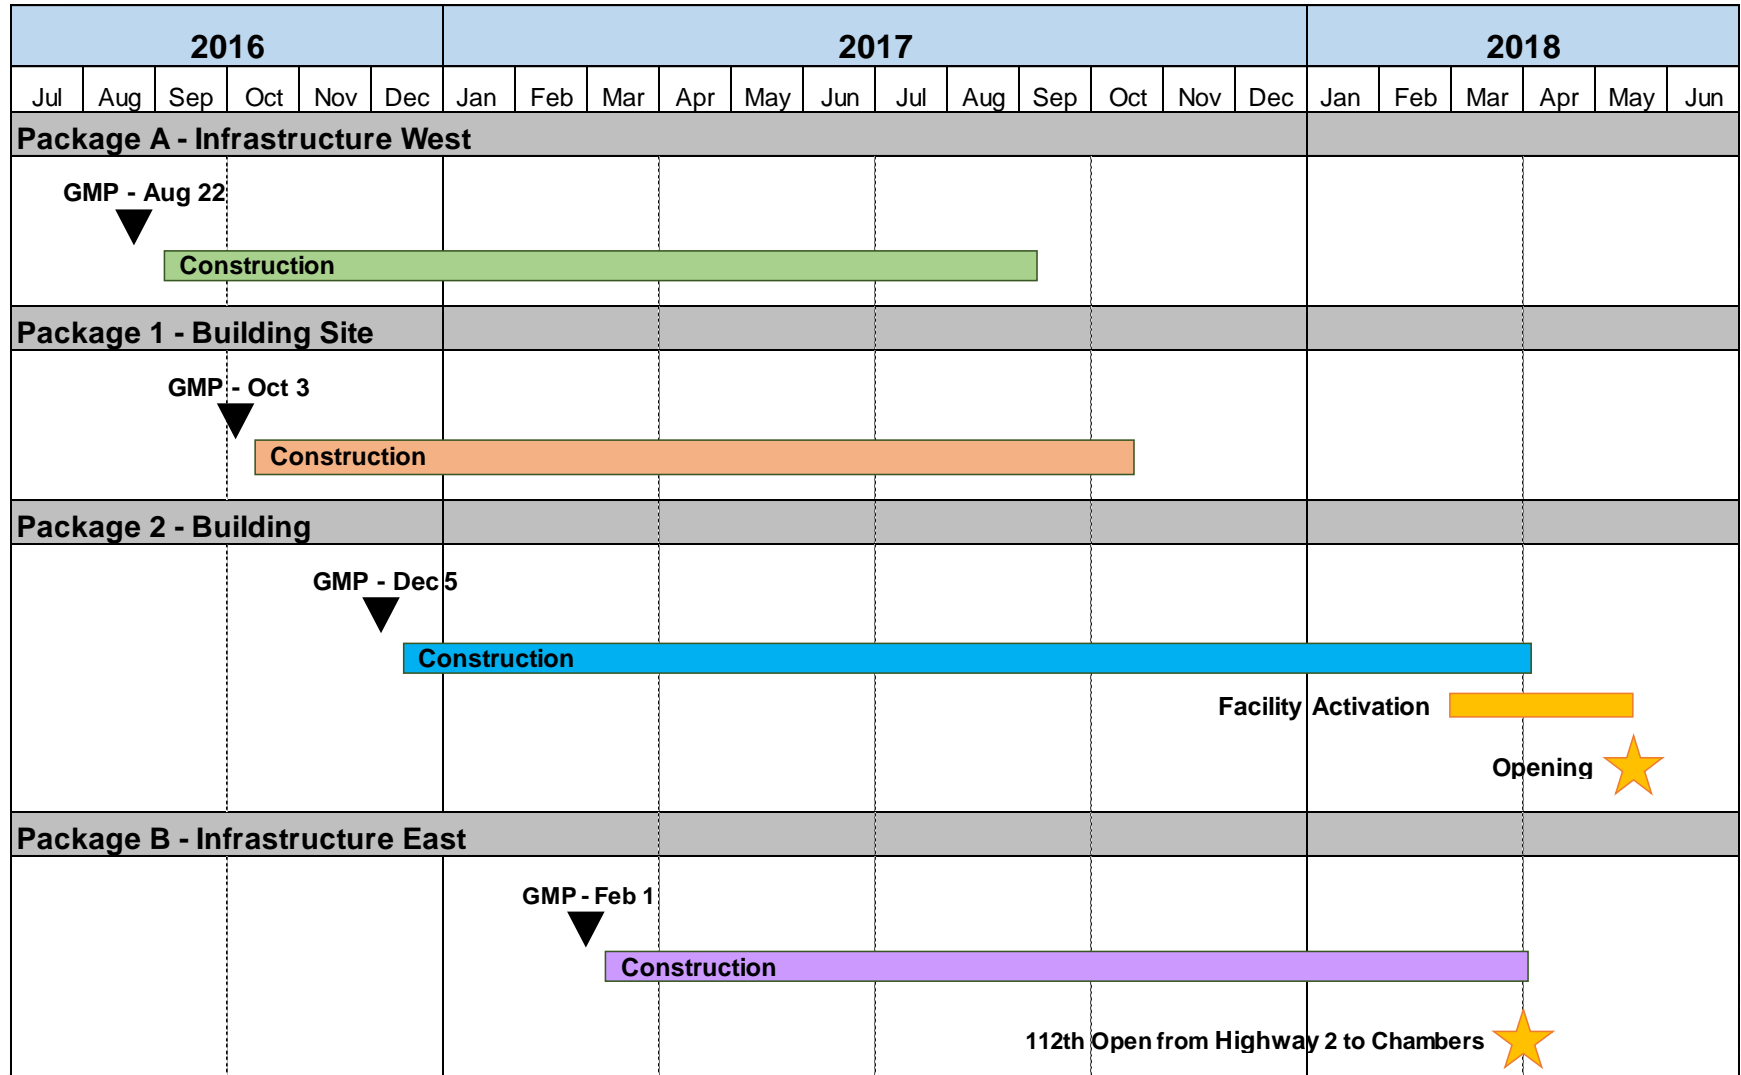 2016 2017 2018
Jul Aug Sep Oct Nov Dec Jan Feb Mar Apr May Jun Jul Aug Sep Oct Nov Dec Jan Feb Mar Apr May Jun
Package A - Infrastructure West
GMP - Aug 22
Construction
Package 1 - Building Site
GMP - Oct 3
Construction
Package 2 - Building
GMP - Dec 5
Construction
Facility Activation
Opening
Package B - Infrastructure East
GMP - Feb 1
Construction
112th Open from Highway 2 to Chambers